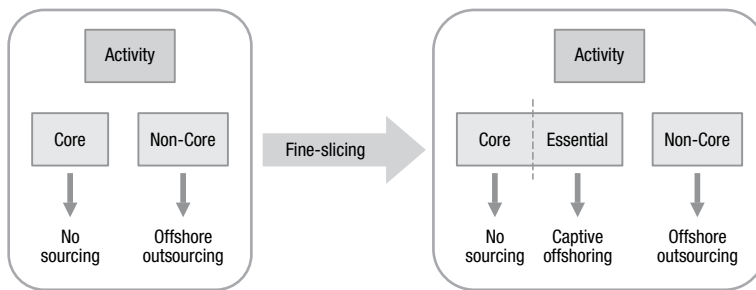 Activity
Core
Non-Core
No
sourcing
Offshore
outsourcing
Fine-slicing
Activity
Core
Essential
Non-Core
No
sourcing
Captive
offshoring
Offshore
outsourcing